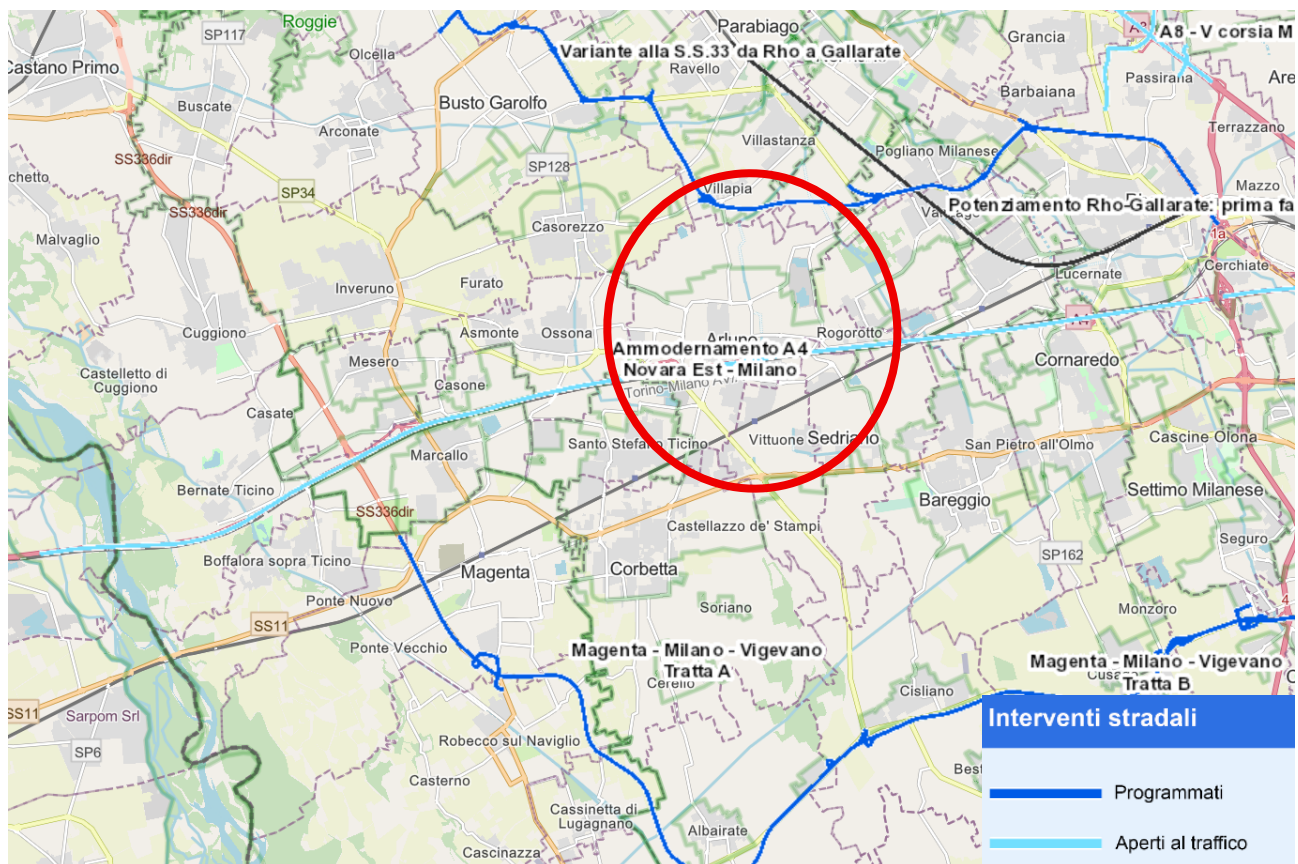 Roggie
SP117
Olcella
Parabiago
Grancia
A8 - V corsia M
Castano Primo
Variante alla S.S.33 da Rho a Gallarate
Ravello
Passirana
Are
Buscate
Busto Garolfo
Barbaiana
Arconate
Villastanza
Terrazzano
SS336dir
SP128
Pogliano Milanese
SP34
Villapia
Mazzo
SS336dir
Potenziamento Rho-Gallarate: prima fa
Casorezzo
1a
Malvaglio
Lucernate
Cerchiate
Inveruno
Furato
Cuggiono
Asmonte
Ossona
Arluno
Rogorotto
Ammodernamento A4
Novara Est - Milano
Mesero
Cornaredo
Castelletto di
Cuggiono
Casone
Casate
Santo Stefano Ticino
Vittuone
Sedriano
San Pietro all'Olmo
Cascine Olona
Marcallo
Bernate Ticino
Bareggio
Settimo Milanese
SS336dir
Castellazzo de' Stampi
Seguro
Boffalora sopra Ticino
Magenta
Corbetta
SP162
Ponte Nuovo
Soriano
Monzoro
4
SS11
Ponte Vecchio
Magenta - Milano - Vigevano
Tratta A
Cerello
Magenta - Milano - Vigevano
Tratta B
Cisliano
SS11
Sarpom Srl
Interventi stradali
SP6
Robecco sul Naviglio
Casterno
Programmati
Cassinetta di
Lugagnano
Albairate
Aperti al traffico
Cascinazza